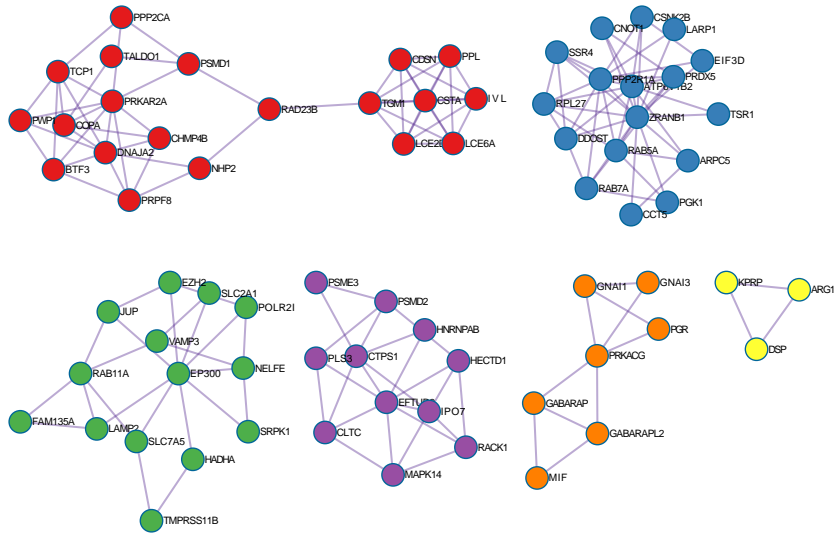 PPP2CA
TALDO1
PSMD1
TCP1
PRKAR2A
PWP1
COPA
CHMP4B
DNAJA2
BTF3
NHP2
PRPF8
RAD23B
CDSN
PPL
TGM1
CSTA
IVL
LCE6A
CSNK2B
CNOT1
LARP1
SSR4
EIF3D
PPP2R1A
PRDX5
RPL27
ZRANB1
TSR1
DDOST
RAB5A
ARPC5
RAB7A
PGK1
CCT5
EZH2
SLC2A1
JUP
POLR2I
VAMP3
RAB11A
EP300
NELFE
FAM135A
LAMP2
SLC7A5
SRPK1
HADHA
TMPRSS11B
PSME3
PSMD2
HNRNPAB
PLS3
CTPS1
HECTD1
IPO7
CLTC
RACK1
MAPK14
GNAI1
GNAI3
PGR
PRKACG
GABARAP
GABARAPL2
MIF
KPRP
ARG1
DSP